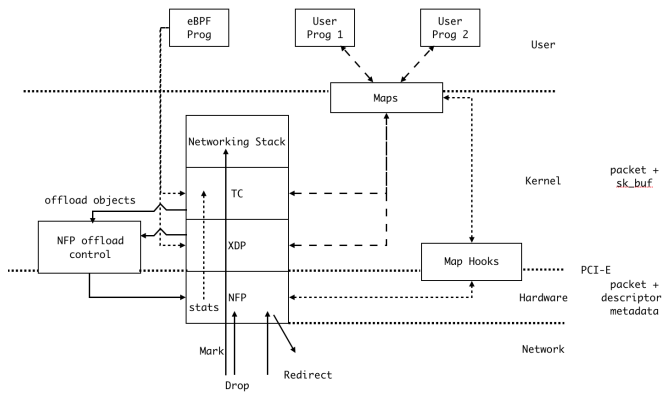 eBPF
Prog
User
Prog 1
User
Prog 2
User
Maps
Networking Stack
Kernel
packet +
sk_buf
TC
offload objects
NFP offload
control
XDP
Map Hooks
PCI-E
NFP
stats
Hardware
packet +
descriptor
metadata
Mark
Network
Redirect
Drop